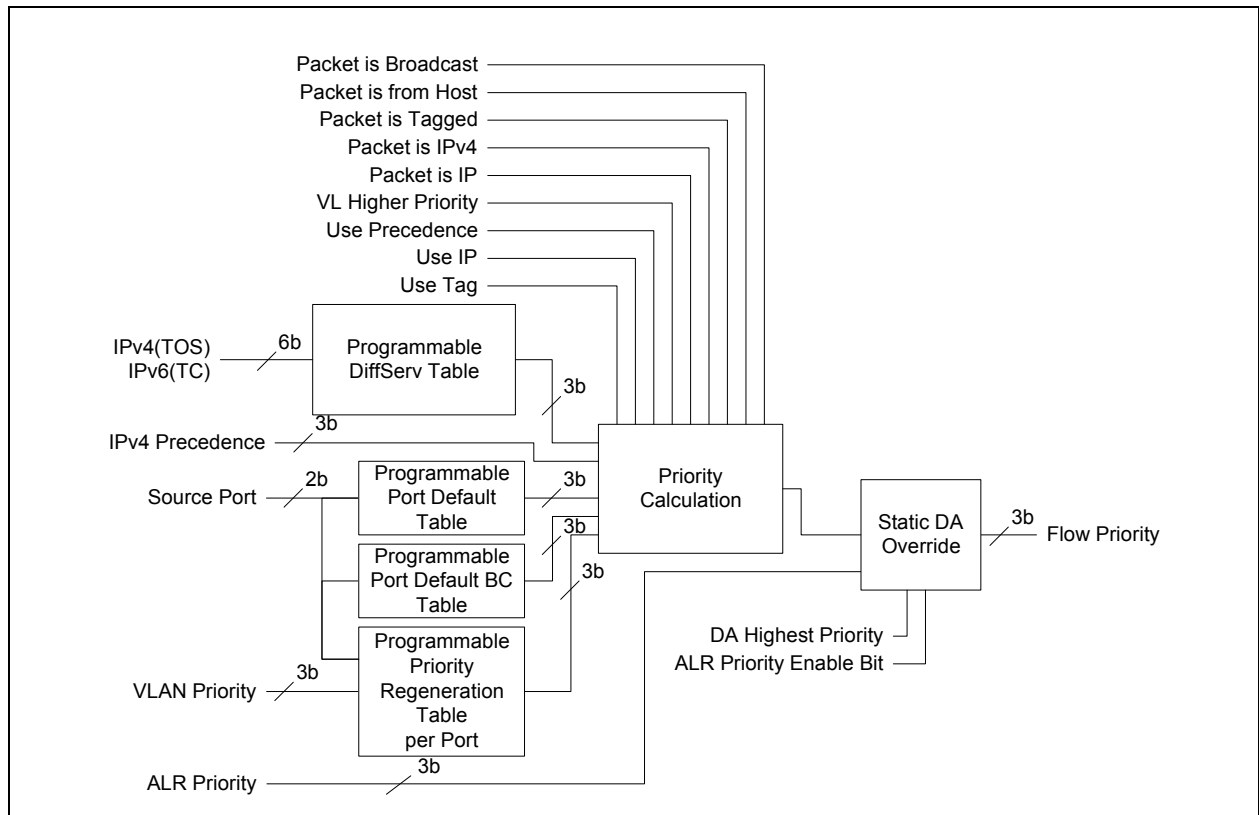 Packet is Broadcast
Packet is from Host
Packet is Tagged
Packet is IPv4
Packet is IP
VL Higher Priority
Use Precedence
Use IP
Use Tag
IPv4(TOS)
IPv6(TC)
6b
Programmable
DiffServ Table
3b
IPv4 Precedence
3b
Source Port
2b
Programmable
Port Default
Table
3b
Programmable
Port Default BC
Table
3b
VLAN Priority
3b
Programmable
Priority
Regeneration
Table
per Port
3b
ALR Priority
3b
Priority
Calculation
Static DA
Override
3b
Flow Priority
DA Highest Priority
ALR Priority Enable Bit